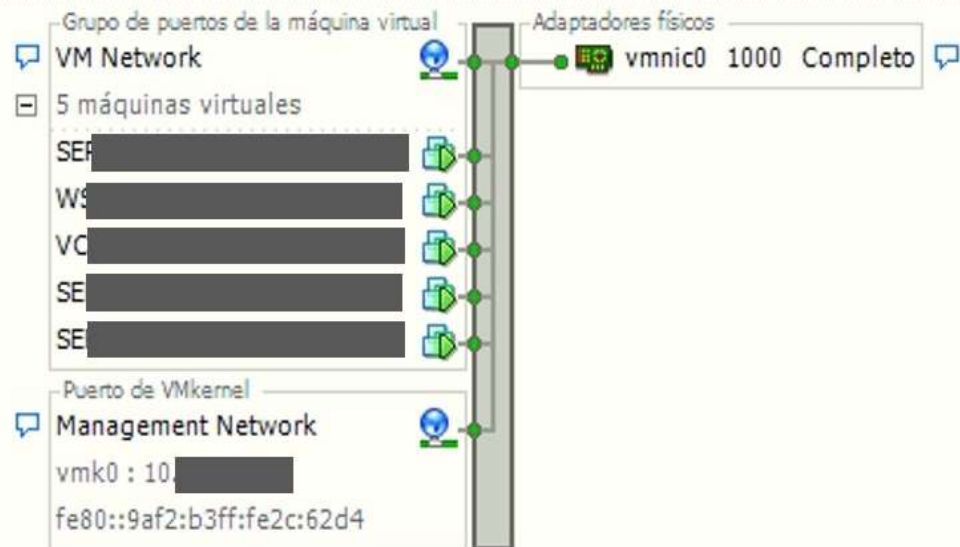 Grupo de puertos de la máquina virtual
VM Network
5 máquinas virtuales
SE
WS
VC
SE
SE
Puerto de VMkernel
Management Network
vmk0 : 10.
fe80::9af2:b3ff:fe2c:62d4
Adaptadores físicos
vmnic0 1000 Completo